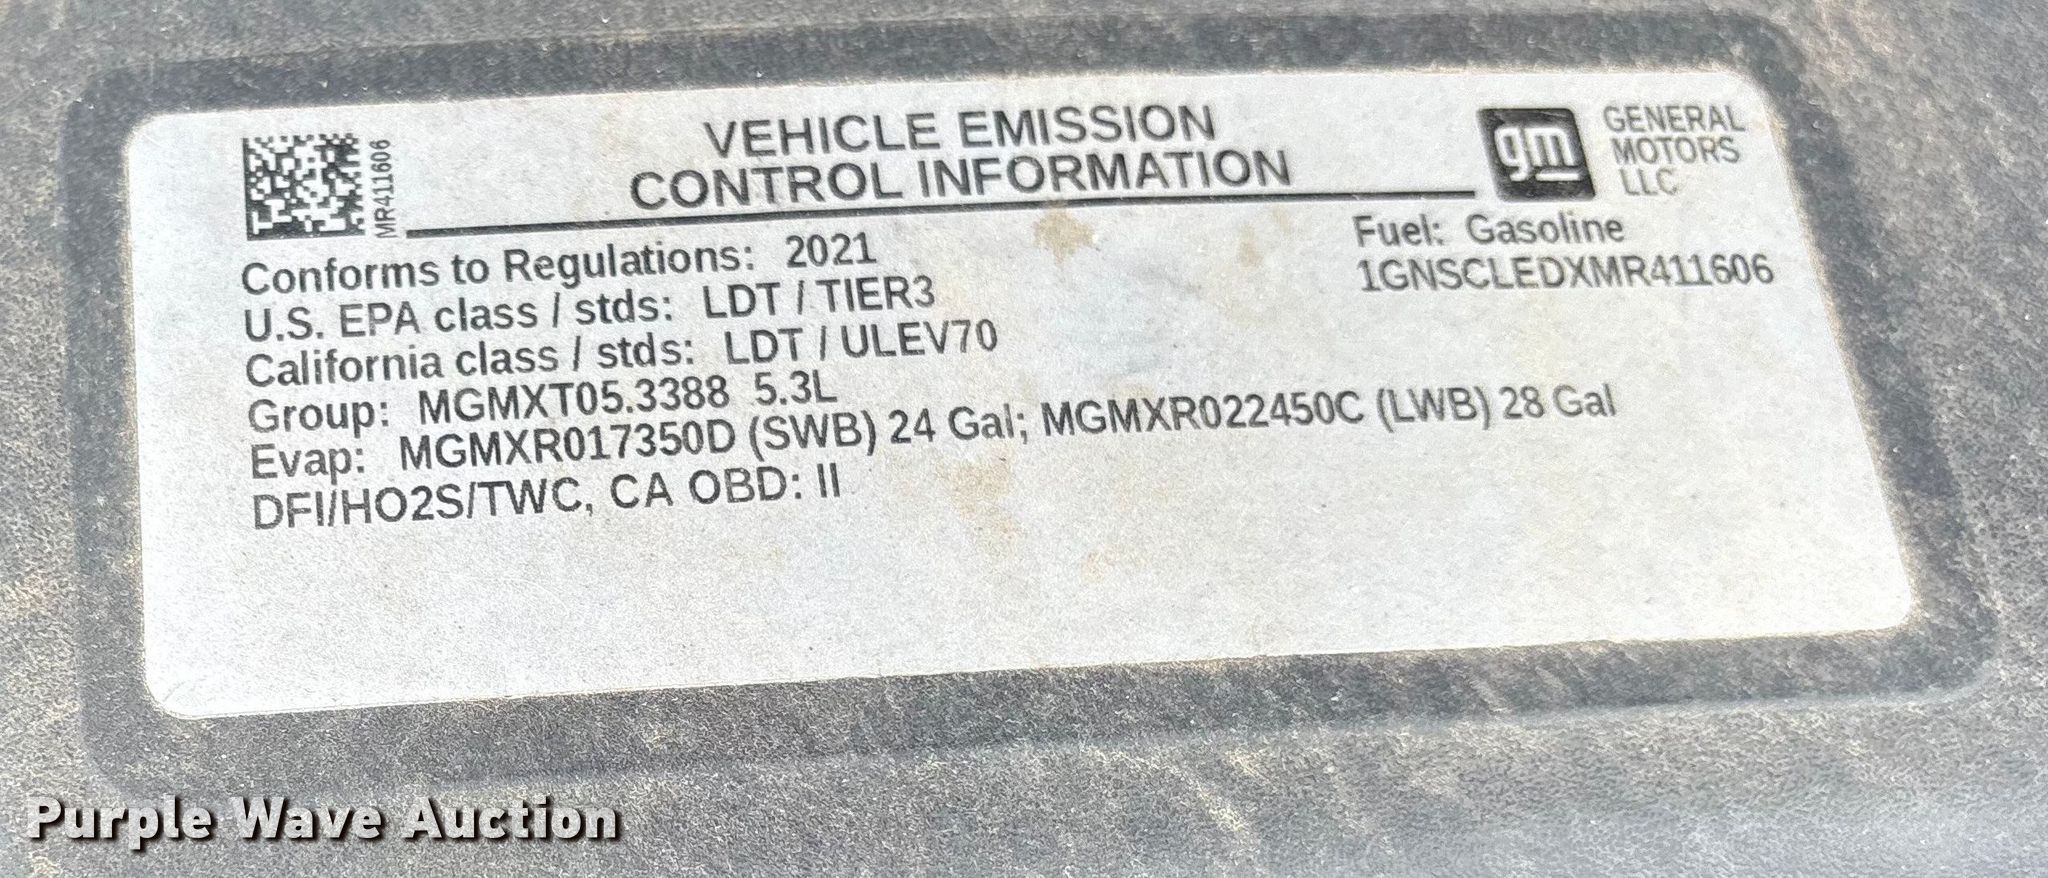 VEHICLE EMISSION
CONTROL INFORMATION
MR411606
gm
GENERAL
MOTORS
LLC
Fuel: Gasoline
1GNSCLEDXMR411606
Conforms to Regulations: 2021
U.S. EPA class / stds: LDT / TIER3
California class / stds: LDT / ULEV70
Group: MGMXT05.3388 5.3L
Evap: MGMXR017350D (SWB) 24 Gal; MGMXR022450C (LWB) 28 Gal
DFI/HO2S/TWC, CA OBD: II
Purple Wave Auction